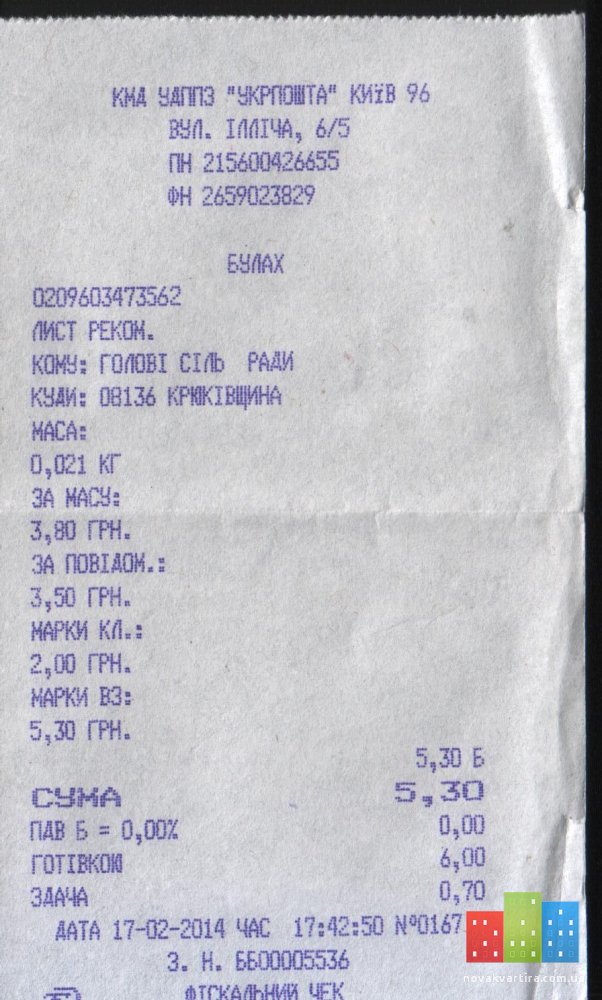 КМД УДППЗ "УКРПОШТА" КИЇВ 96
ВУЛ. ІЛЛІЧА, 6/5
ПН 215600426655
ФН 2659023829
БУЛАХ
0209603473562
ЛИСТ РЕКОМ.
КОМУ: ГОЛОВІ СІЛЬ РАДИ
КУДИ: 08136 КРЮКІВЩИНА
МАСА:
0,021 КГ
ЗА МАСУ:
3,80 ГРН.
ЗА ПОВІДОМ.:
3,50 ГРН.
МАРКИ КЛ.:
2,00 ГРН.
МАРКИ ВЗ:
5,30 ГРН.
5,30 Б
СУМА 5,30
ПДВ Б = 0,00% 0,00
ГОТІВКОЮ 6,00
ЗДАЧА 0,70
ДАТА 17-02-2014 ЧАС 17:42:50 №0167
З. Н. ББ00005536
ФІСКАЛЬНИЙ ЧЕК
novakvartira.com.ua